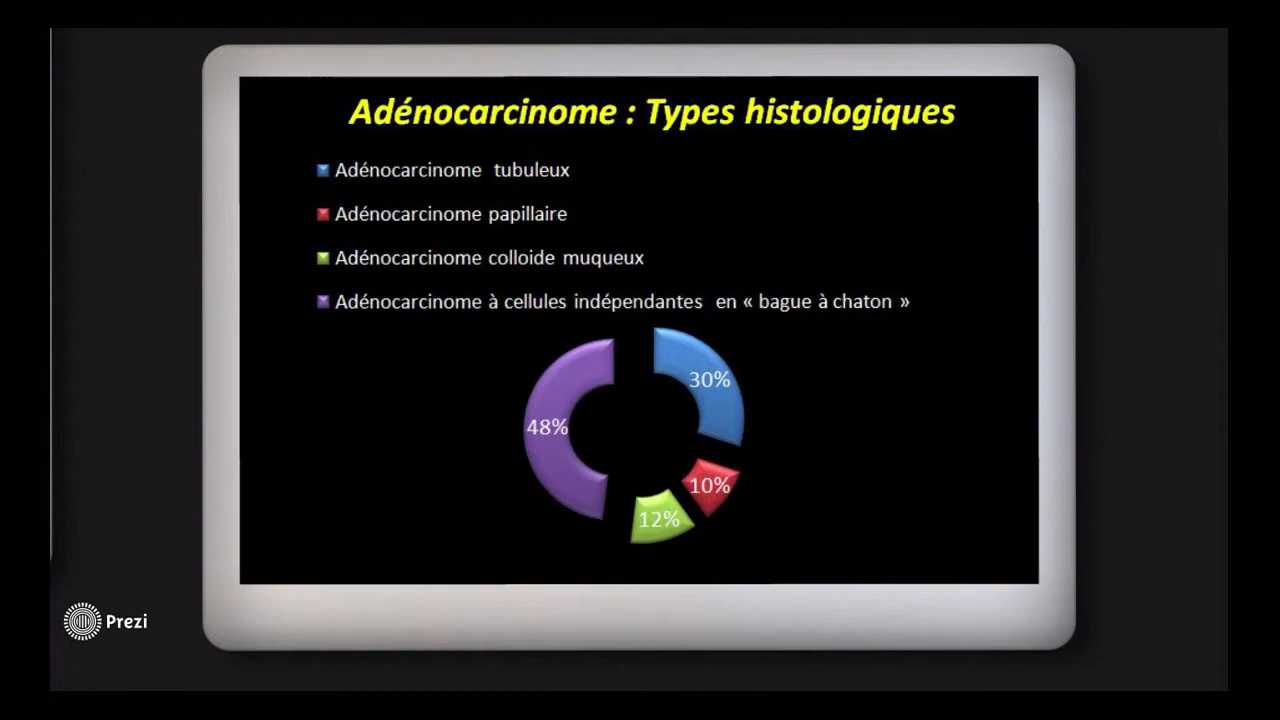 Adénocarcinome : Types histologiques
Adénocarcinome tubuleux
Adénocarcinome papillaire
Adénocarcinome colloide muqueux
Adénocarcinome à cellules indépendantes en « bague à chaton »
30%
48%
10%
12%
Prezi